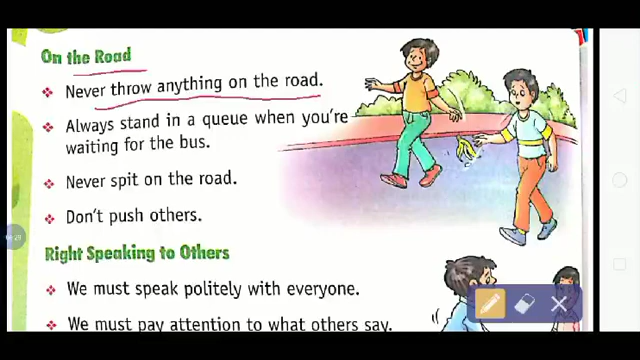 On the Road
❖ Never throw anything on the road.
❖ Always stand in a queue when you're
waiting for the bus.
❖ Never spit on the road.
❖ Don't push others.
Right Speaking to Others
❖ We must speak politely with everyone.
❖ We must pay attention to what others say.